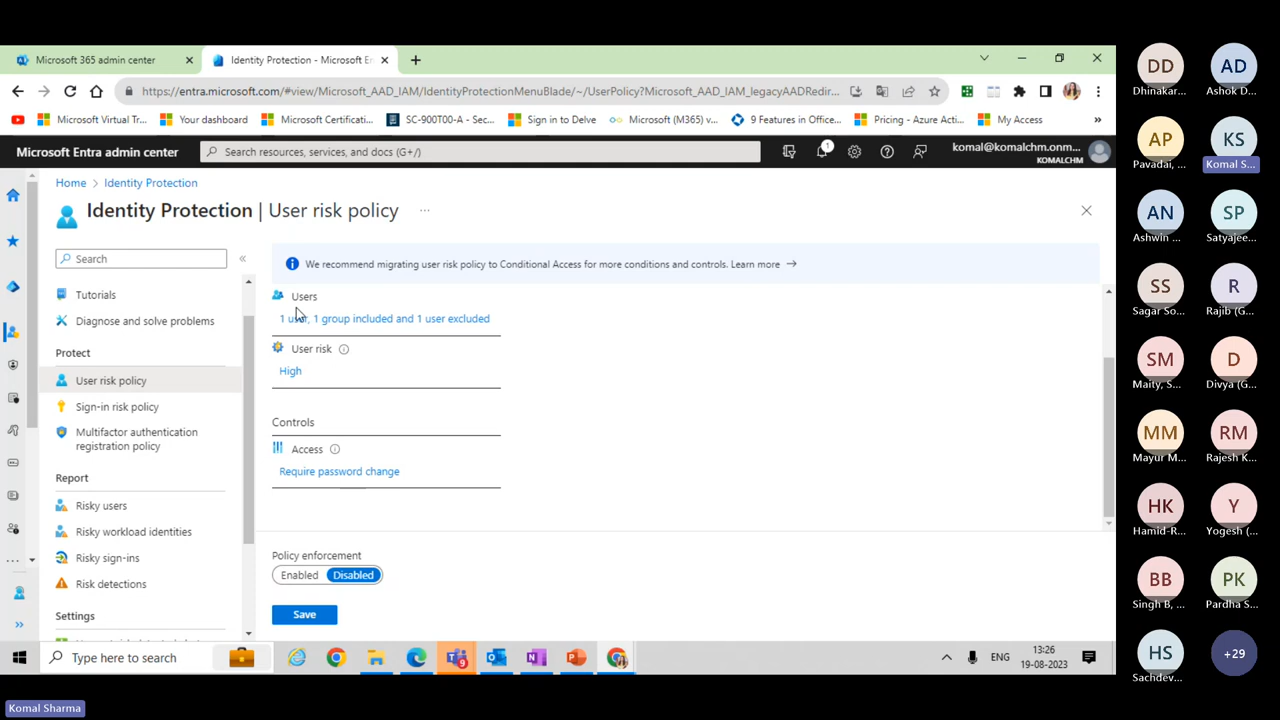 Microsoft 365 admin center
Identity Protection - Microsoft E
https://entra.microsoft.com/#view/Microsoft_AAD_IAM/IdentityProtectionMenuBlade/~/UserPolicy?Microsoft_AAD_IAM_legacyAADRedir...
Microsoft Virtual Tr...
Your dashboard
Microsoft Certificati...
SC-900T00-A - Sec...
Sign in to Delve
Microsoft (M365) v...
9 Features in Office...
Pricing - Azure Acti...
My Access
»
Microsoft Entra admin center
Search resources, services, and docs (G+/)
1
komal@komalchm.onm...
KOMALCHM
Home > Identity Protection
Identity Protection | User risk policy
...
Search
«
Tutorials
Diagnose and solve problems
Protect
User risk policy
Sign-in risk policy
Multifactor authentication
registration policy
Report
Risky users
Risky workload identities
Risky sign-ins
Risk detections
Settings
We recommend migrating user risk policy to Conditional Access for more conditions and controls. Learn more →
Users
1 user, 1 group included and 1 user excluded
User risk
High
Controls
Access
Require password change
Policy enforcement
Enabled Disabled
Save
»
Type here to search
9
ENG
13:26
19-08-2023
DD
Dhinakar...
AD
Ashok D...
AP
Pavadai, ...
KS
Komal S...
AN
Ashwin ...
SP
Satyajee...
SS
Sagar So...
R
Rajib (G...
SM
Maity, S...
D
Divya (G...
MM
Mayur M...
RM
Rajesh K...
HK
Hamid-R...
Y
Yogesh (...
BB
Singh B, ...
PK
Pardha S...
HS
Sachdev...
+29
Komal Sharma